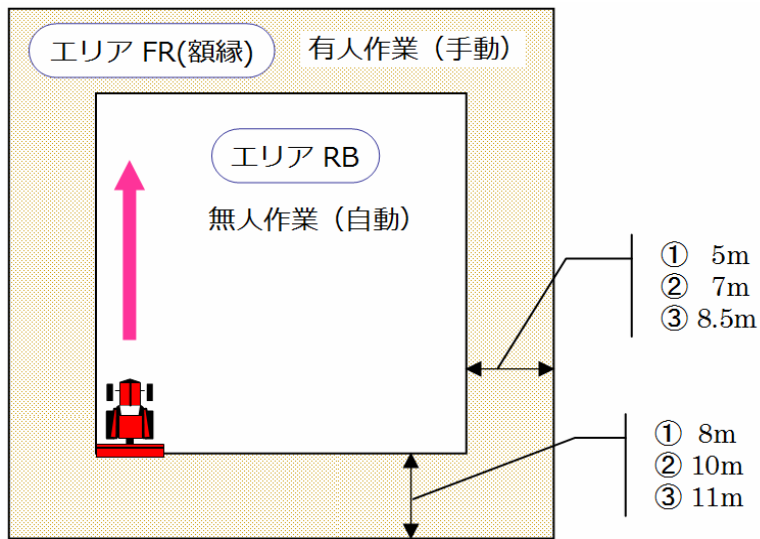 エリア FR(額縁)
有人作業（手動）
エリア RB
無人作業（自動）
① 5m
② 7m
③ 8.5m
① 8m
② 10m
③ 11m